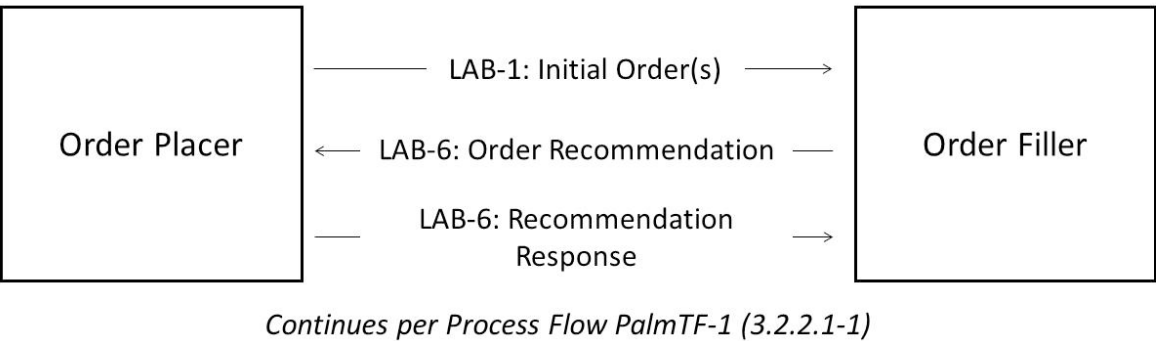 Order Placer
LAB-1: Initial Order(s)
LAB-6: Order Recommendation
LAB-6: Recommendation
Response
Order Filler
Continues per Process Flow PalmTF-1 (3.2.2.1-1)